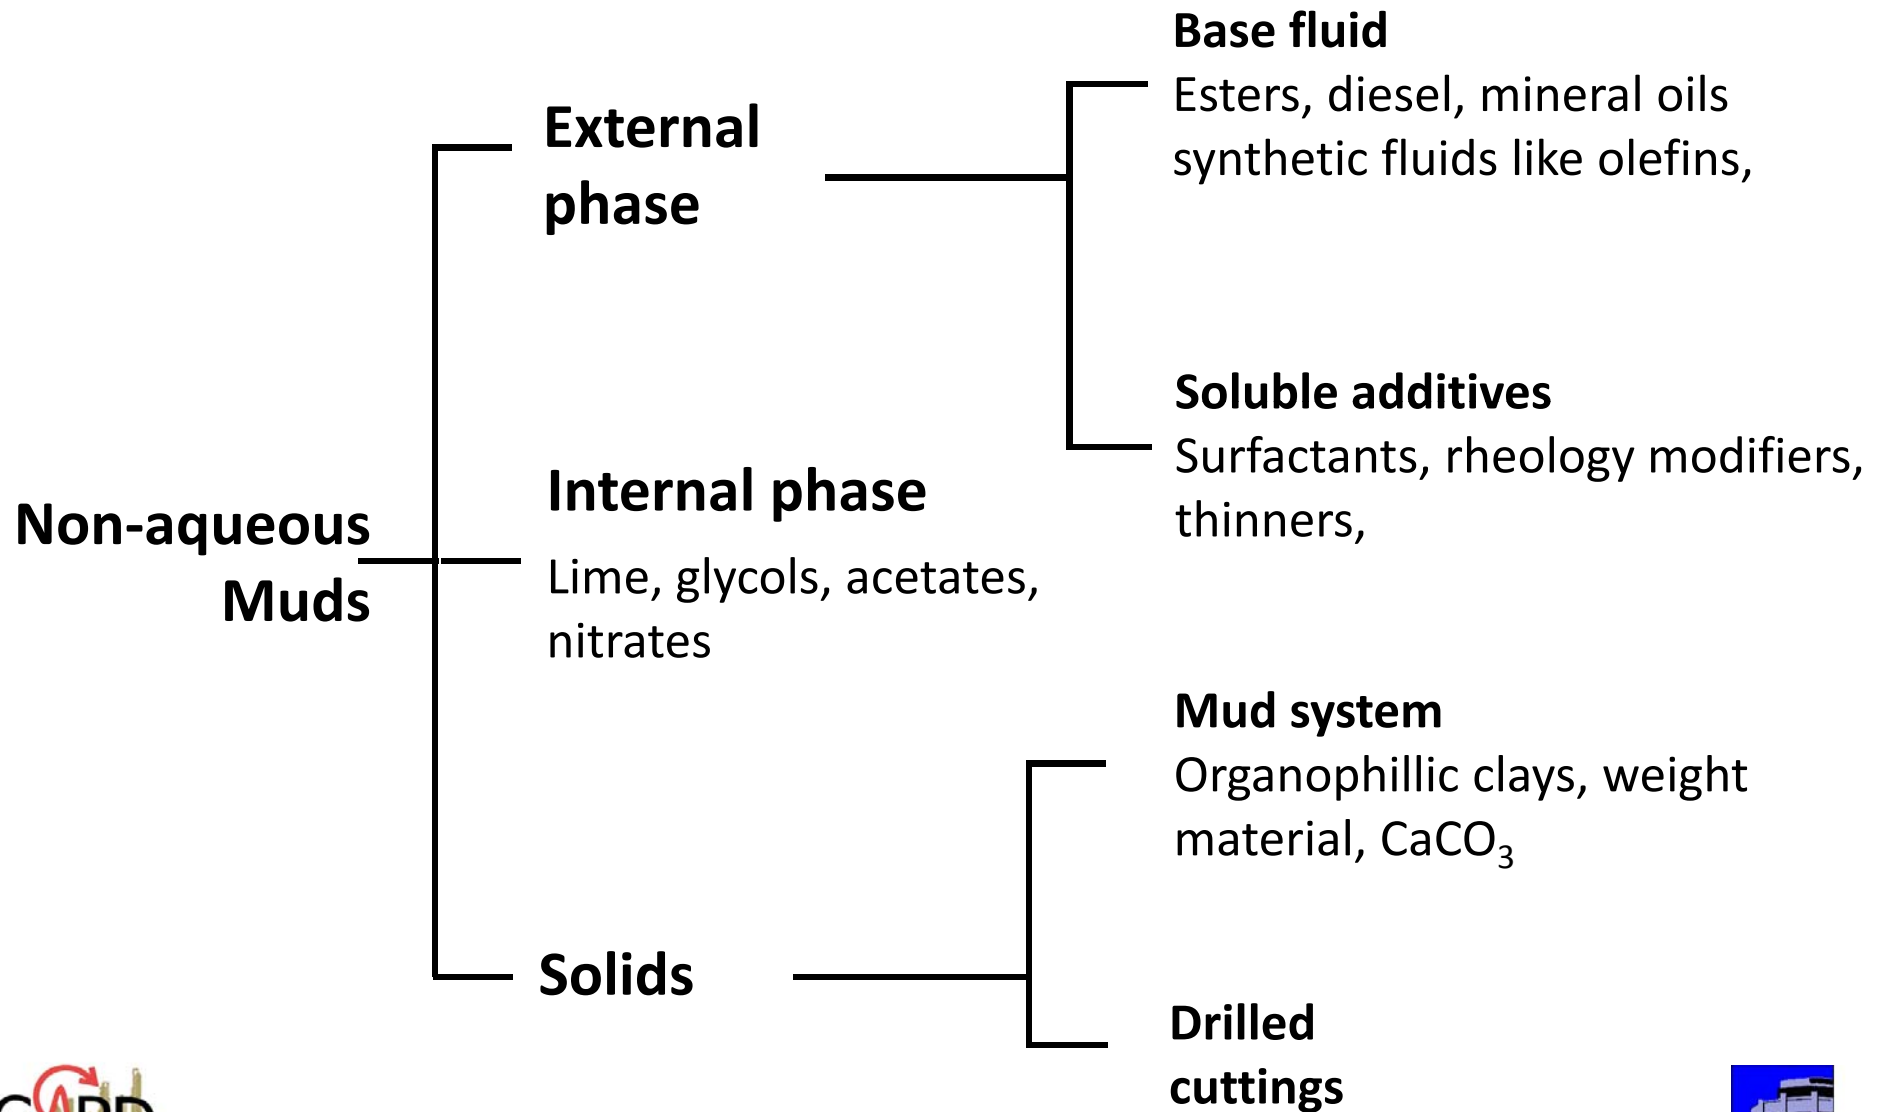 Base fluid
Esters, diesel, mineral oils
synthetic fluids like olefins,
External
phase
Soluble additives
Surfactants, rheology modifiers,
thinners,
Internal phase
Lime, glycols, acetates,
nitrates
Non-aqueous
Muds
Mud system
Organophillic clays, weight
material, CaCO₃
Solids
Drilled
cuttings